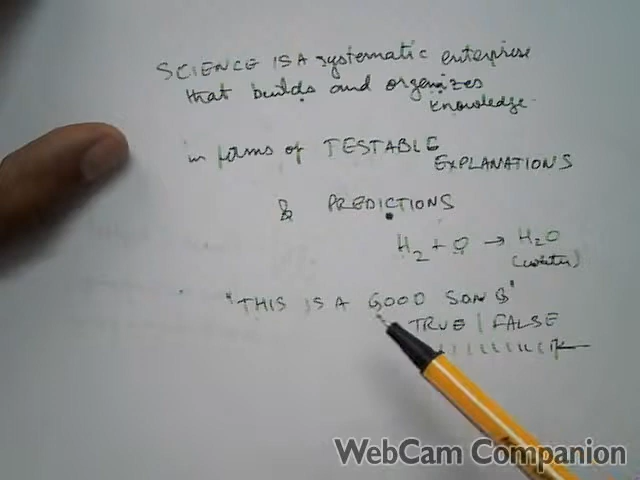 SCIENCE IS A systematic enterprise
that builds and organizes
knowledge
in forms of TESTABLE
EXPLANATIONS
& PREDICTIONS
H2 + O → H2O
(water)
"THIS IS A GOOD SONG"
TRUE | FALSE
WebCam Companion